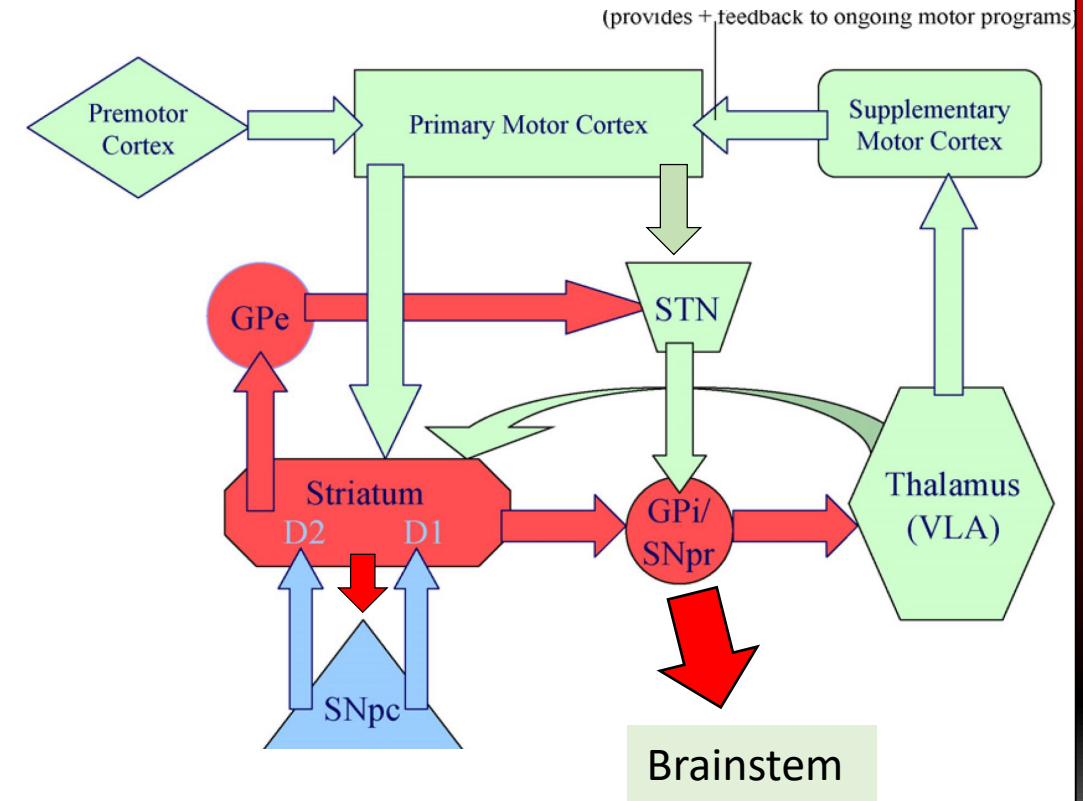 (provides + feedback to ongoing motor programs)
Premotor
Cortex
Primary Motor Cortex
Supplementary
Motor Cortex
GPe
STN
Striatum
D2
D1
GPi/
SNpr
Thalamus
(VLA)
SNpc
Brainstem